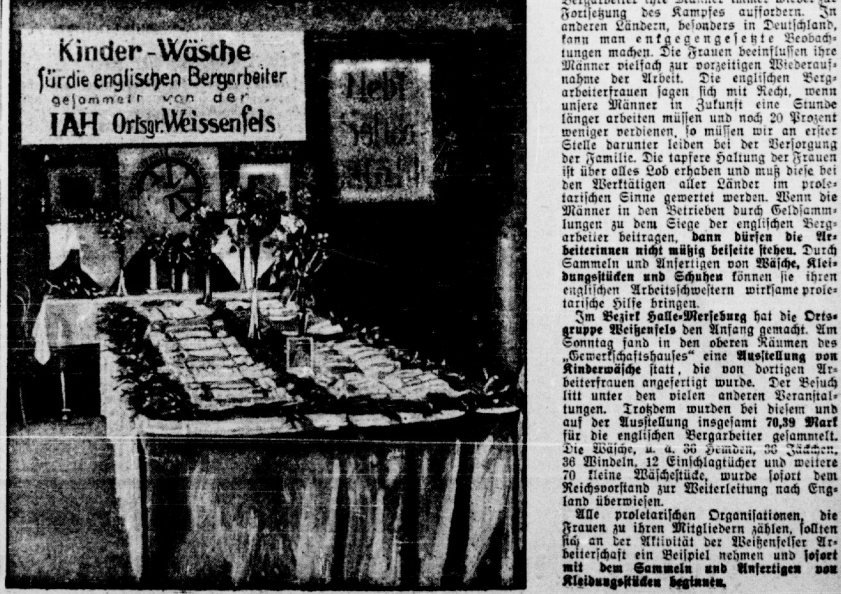 Kinder-Wäsche
für die englischen Bergarbeiter
gesammelt von der
IAH Ortsgr. Weissenfels
Bergarbeiter ihre Männer immer wieder zur
Fortsetzung des Kampfes auffordern. In
anderen Ländern, besonders in Deutschland,
kann man entgegengesetzte Beobach-
tungen machen. Die Frauen beeinflussen ihre
Männer vielfach zur vorzeitigen Wiederauf-
nahme der Arbeit. Die englischen Berg-
arbeiterfrauen sagen sich mit Recht, wenn
unsere Männer in Zukunft eine Stunde
länger arbeiten müssen und noch 20 Prozent
weniger verdienen, so müssen wir an erster
Stelle darunter leiden bei der Versorgung
der Familie. Die tapfere Haltung der Frauen
ist über alles Lob erhaben und muß diese bei
den Werktätigen aller Länder im prole-
tarischen Sinne gewertet werden. Wenn die
Männer in den Betrieben durch Geldsamm-
lungen zu dem Siege der englischen Berg-
arbeiter beitragen, dann dürfen die Ar-
beiterinnen nicht müßig beiseite stehen. Durch
Sammeln und Anfertigen von Wäsche, Klei-
dungsstücken und Schuhen können sie ihren
englischen Arbeitsschwestern wirksame prole-
tarische Hilfe bringen.
Im Bezirk Halle-Merseburg hat die Orts-
gruppe Weißenfels den Anfang gemacht. Am
Sonntag fand in den oberen Räumen des
„Gewerkschaftshauses" eine Ausstellung von
Kinderwäsche statt, die von dortigen Ar-
beiterfrauen angefertigt wurde. Der Besuch
litt unter den vielen anderen Veranstal-
tungen. Trotzdem wurden bei diesem und
auf der Ausstellung insgesamt 70,39 Mark
für die englischen Bergarbeiter gesammelt.
Die Wäsche, u. a. 36 Hemden, 36 Jäckchen,
36 Windeln, 12 Einschlagtücher und weitere
70 kleine Wäschestücke, wurde sofort dem
Reichsvorstand zur Weiterleitung nach Eng-
land überwiesen.
Alle proletarischen Organisationen, die
Frauen zu ihren Mitgliedern zählen, sollten
sich an der Aktivität der Weißenfelser Ar-
beiterschaft ein Beispiel nehmen und sofort
mit dem Sammeln und Anfertigen von
Kleidungsstücken beginnen.